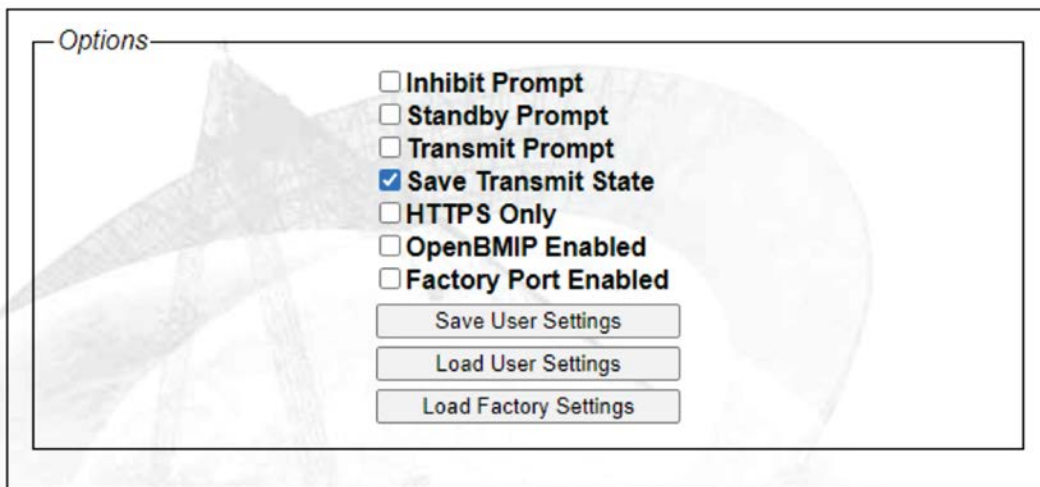 Options
Inhibit Prompt
Standby Prompt
Transmit Prompt
Save Transmit State
HTTPS Only
OpenBMIP Enabled
Factory Port Enabled
Save User Settings
Load User Settings
Load Factory Settings